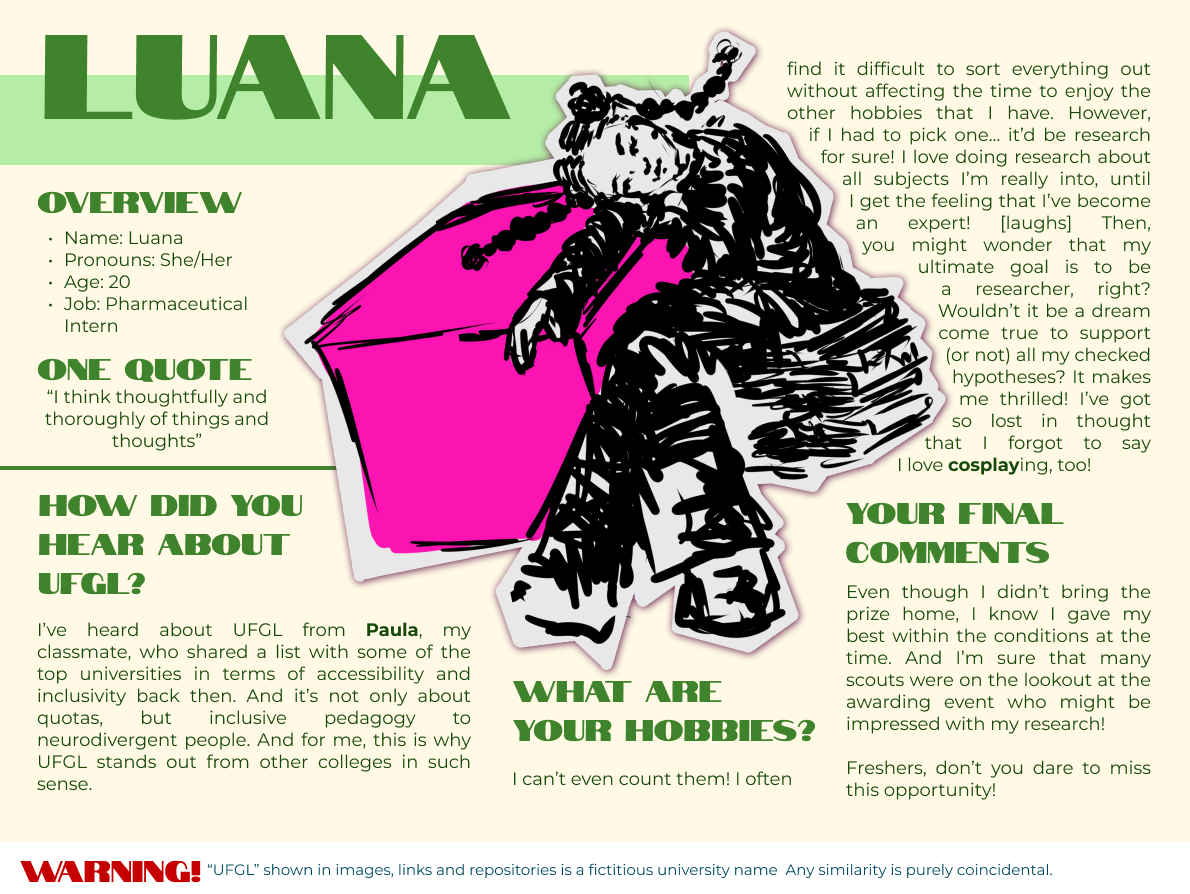 LUANA
OVERVIEW
• Name: Luana
• Pronouns: She/Her
• Age: 20
• Job: Pharmaceutical
Intern
ONE QUOTE
“I think thoughtfully and
thoroughly of things and
thoughts”
HOW DID YOU
HEAR ABOUT
UFGL?
I’ve heard about UFGL from Paula, my
classmate, who shared a list with some of the
top universities in terms of accessibility and
inclusivity back then. And it’s not only about
quotas, but inclusive pedagogy to
neurodivergent people. And for me, this is why
UFGL stands out from other colleges in such
sense.
WHAT ARE
YOUR HOBBIES?
I can’t even count them! I often
find it difficult to sort everything out
without affecting the time to enjoy the
other hobbies that I have. However,
if I had to pick one... it’d be research
for sure! I love doing research about
all subjects I’m really into, until
I get the feeling that I’ve become
an expert! [laughs] Then,
you might wonder that my
ultimate goal is to be
a researcher, right?
Wouldn’t it be a dream
come true to support
(or not) all my checked
hypotheses? It makes
me thrilled! I’ve got
so lost in thought
that I forgot to say
I love cosplaying, too!
YOUR FINAL
COMMENTS
Even though I didn’t bring the
prize home, I know I gave my
best within the conditions at the
time. And I’m sure that many
scouts were on the lookout at the
awarding event who might be
impressed with my research!
Freshers, don’t you dare to miss
this opportunity!
WARNING! “UFGL” shown in images, links and repositories is a fictitious university name Any similarity is purely coincidental.